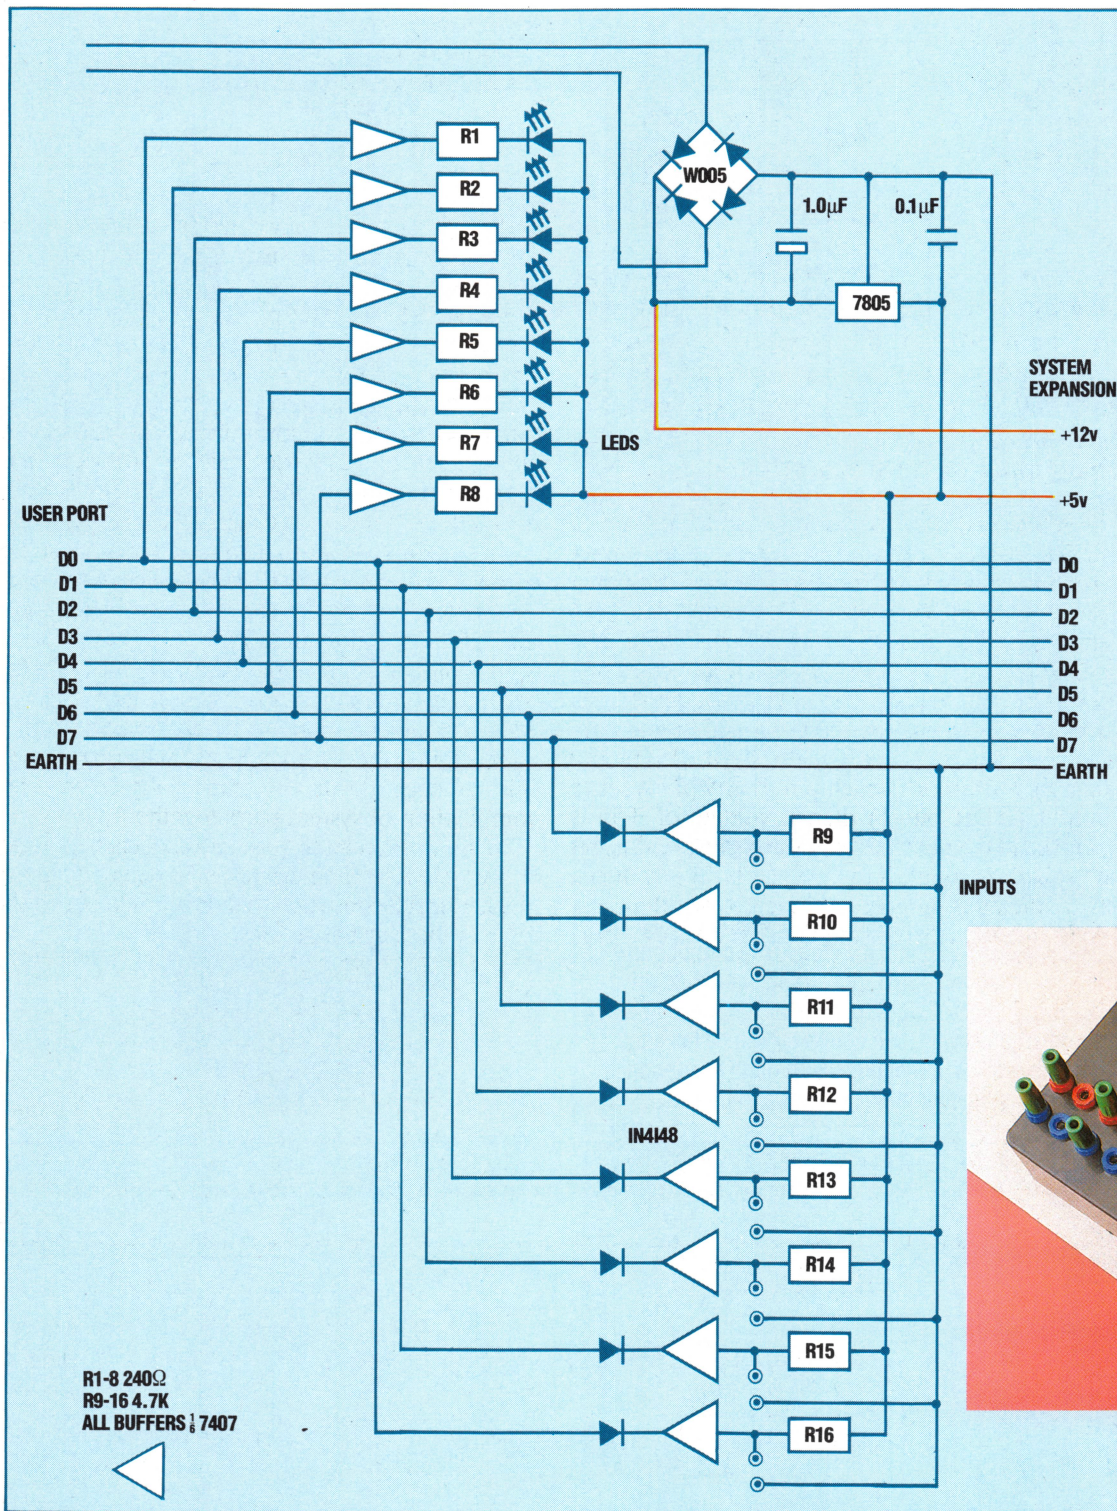 R1
R2
R3
R4
R5
R6
R7
R8
LEDS
W005
1.0µF
0.1µF
7805
SYSTEM
EXPANSION
+12v
+5v
USER PORT
D0
D1
D2
D3
D4
D5
D6
D7
EARTH
D0
D1
D2
D3
D4
D5
D6
D7
EARTH
R9
INPUTS
R10
R11
R12
IN4I48
R13
R14
R15
R16
R1-8 240Ω
R9-16 4.7K
ALL BUFFERS 1/6 7407